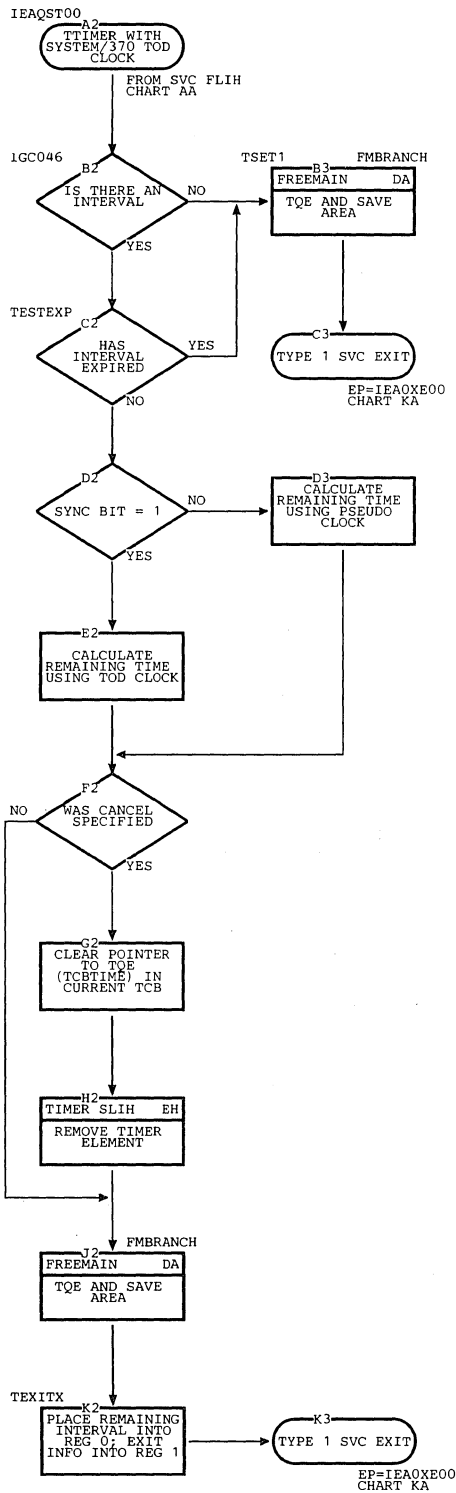 IEAQST00
A2
TTIMER WITH
SYSTEM/370 TOD
CLOCK
FROM SVC FLIH
CHART AA
IGC046
B2
IS THERE AN
INTERVAL
NO
YES
TSET1 FMBRANCH
B3
FREEMAIN DA
TQE AND SAVE
AREA
TESTEXP
C2
HAS
INTERVAL
EXPIRED
YES
NO
C3
TYPE 1 SVC EXIT
EP=IEA0XE00
CHART KA
D2
SYNC BIT = 1
NO
YES
D3
CALCULATE
REMAINING TIME
USING PSEUDO
CLOCK
E2
CALCULATE
REMAINING TIME
USING TOD CLOCK
F2
WAS CANCEL
SPECIFIED
NO
YES
G2
CLEAR POINTER
TO TQE
(TCBTIME) IN
CURRENT TCB
H2
TIMER SLIH EH
REMOVE TIMER
ELEMENT
FMBRANCH
J2
FREEMAIN DA
TQE AND SAVE
AREA
TEXITX
K2
PLACE REMAINING
INTERVAL INTO
REG 0; EXIT
INFO INTO REG 1
K3
TYPE 1 SVC EXIT
EP=IEA0XE00
CHART KA